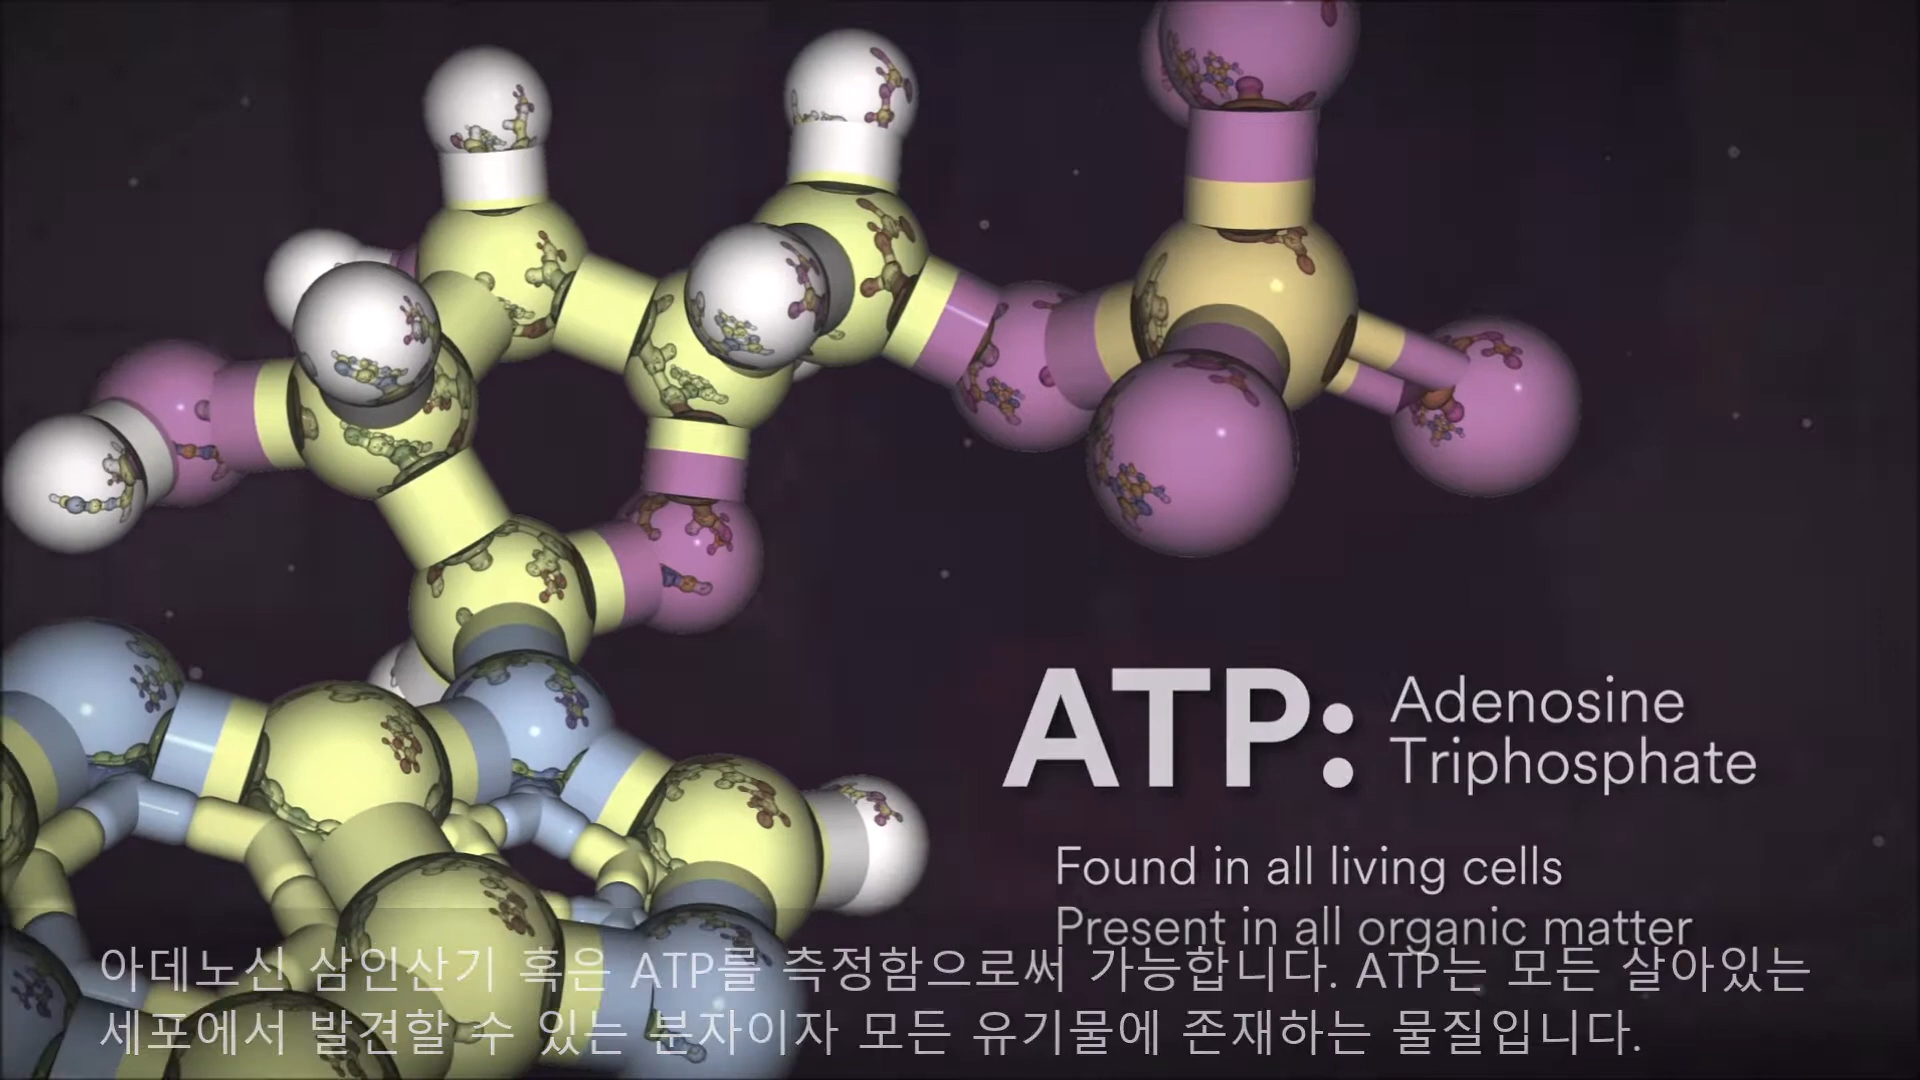 ATP: Adenosine
Triphosphate
Found in all living cells
Present in all organic matter
아데노신 삼인산기 혹은 ATP를 측정함으로써 가능합니다. ATP는 모든 살아있는
세포에서 발견할 수 있는 분자이자 모든 유기물에 존재하는 물질입니다.